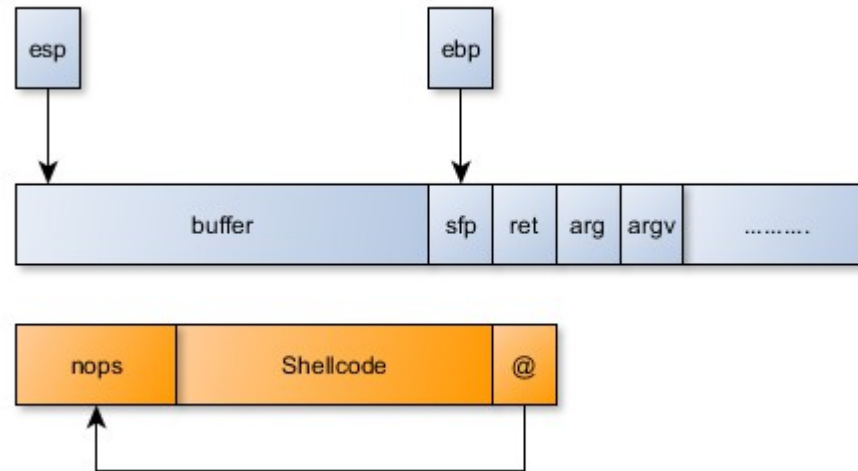 esp
ebp
buffer
sfp
ret
arg
argv
..........
nops
Shellcode
@